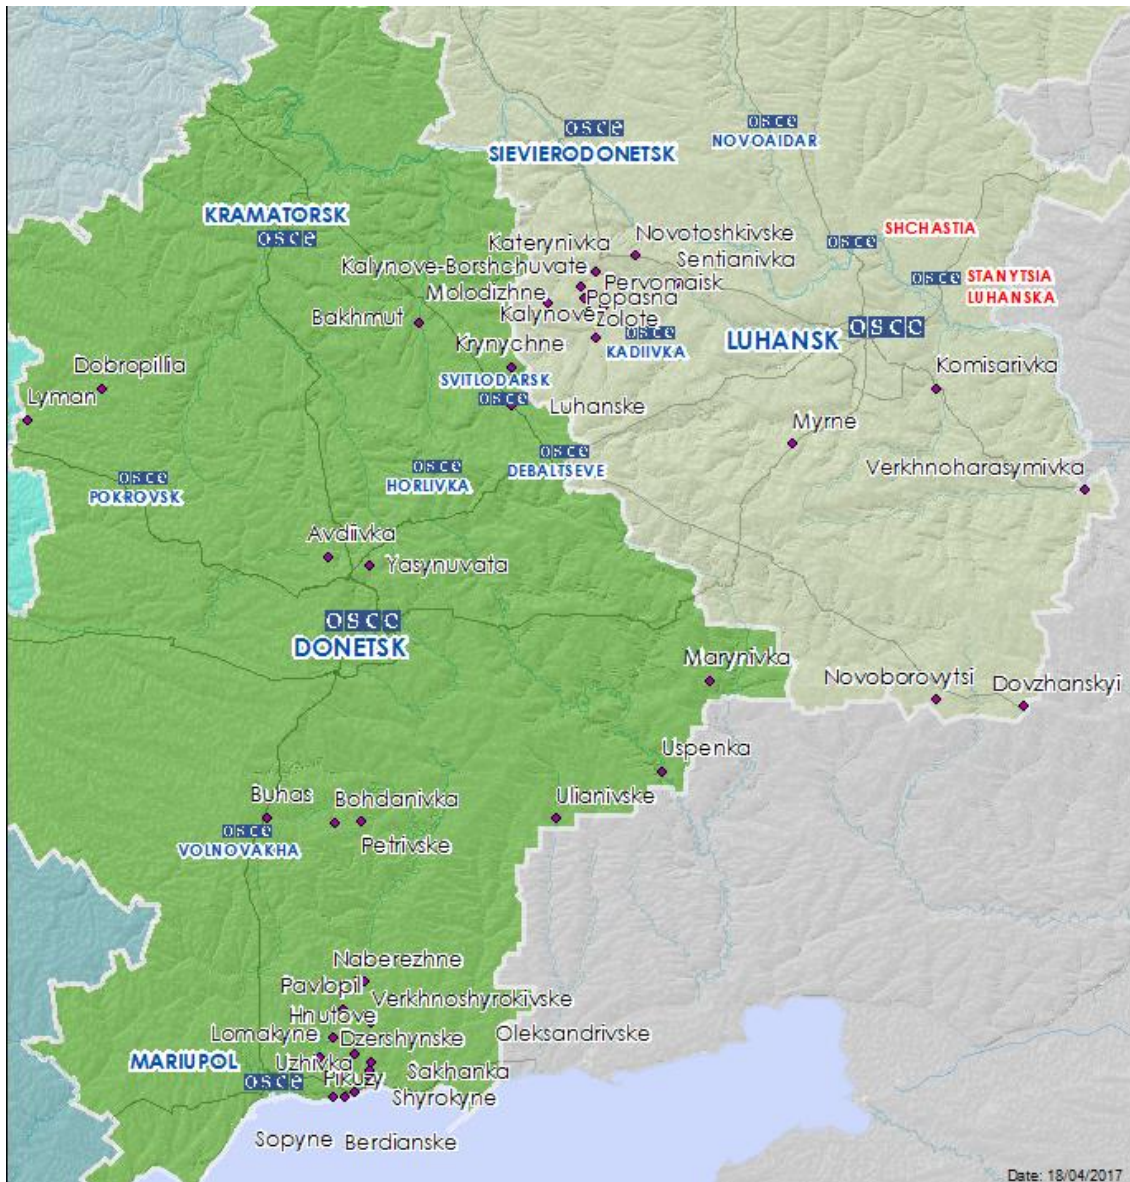 osce
SIEVIERODONETSK
osce
NOVOAIDAR
KRAMATORSK
osce
osce
SHCHASTIA
Katerynivka
Novotoshkivske
Sentianivka
Kalynove-Borshchuvate
Pervomaisk
osce
STANYTSIA
LUHANSKA
Molodizhne
Popasna
Kalynove
Zolote
Bakhmut
osce
KADIIVKA
LUHANSK
oscc
Krynychne
Dobropillia
SVITLODARSK
osce
Komisarivka
Lyman
Luhanske
Myrne
osce
DEBALTSEVE
osce
HORLIVKA
osce
POKROVSK
Verkhnoharasymivka
Avdiivka
Yasynuvata
oscc
DONETSK
Marynivka
Novoborovytsi
Dovzhanskyi
Uspenka
Buhas
Bohdanivka
Ulianivske
osce
VOLNOVAKHA
Petrivske
Naberezhne
Pavlopil
Verkhnoshyrokivske
Hnutove
Lomakyne
Dzershynske
Oleksandrivske
MARIUPOL
Uzhivka
Sakhanka
osce
Pikuzy
Shyrokyne
Sopyne
Berdianske
Date: 18/04/2017